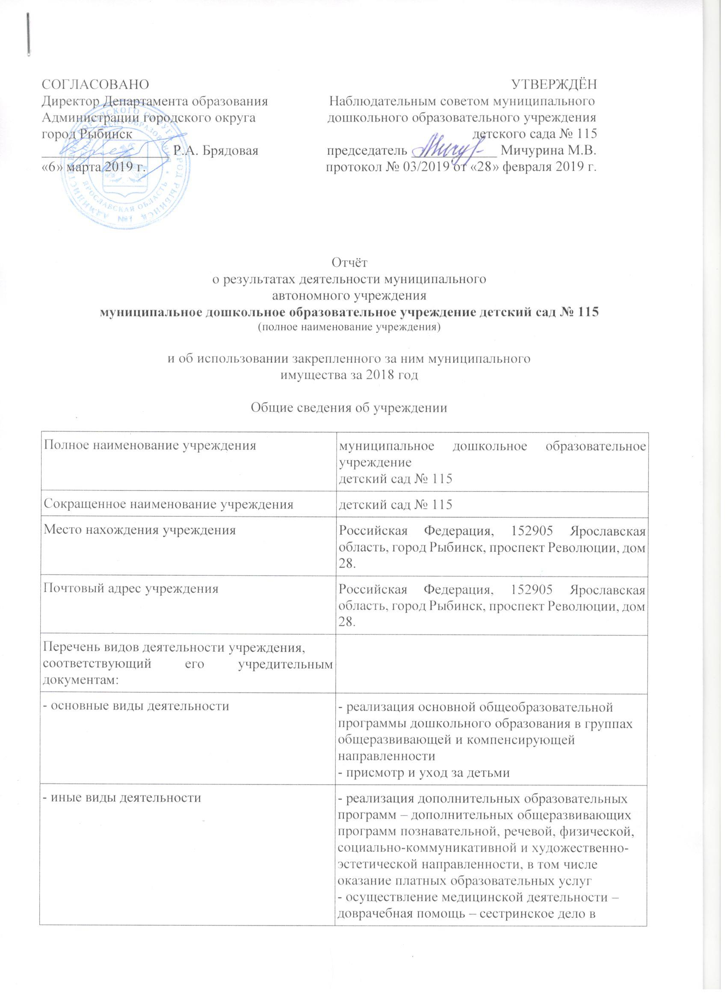 СОГЛАСОВАНО
Директор Департамента образования
Администрации городского округа
город Рыбинск
____________________ Р.А. Брядовая
«6» марта 2019 г.
УТВЕРЖДЁН
Наблюдательным советом муниципального
дошкольного образовательного учреждения
детского сада № 115
председатель _____________ Мичурина М.В.
протокол № 03/2019 от «28» февраля 2019 г.
ЯРОСЛАВСКАЯ ОБЛАСТЬ
№1
Отчёт
о результатах деятельности муниципального
автономного учреждения
муниципальное дошкольное образовательное учреждение детский сад № 115
(полное наименование учреждения)
и об использовании закрепленного за ним муниципального
имущества за 2018 год
Общие сведения об учреждении
Полное наименование учреждения
муниципальное дошкольное образовательное
учреждение
детский сад № 115
Сокращенное наименование учреждения
детский сад № 115
Место нахождения учреждения
Российская Федерация, 152905 Ярославская
область, город Рыбинск, проспект Революции, дом
28.
Почтовый адрес учреждения
Российская Федерация, 152905 Ярославская
область, город Рыбинск, проспект Революции, дом
28.
Перечень видов деятельности учреждения,
соответствующий его учредительным
документам:
- основные виды деятельности
- реализация основной общеобразовательной
программы дошкольного образования в группах
общеразвивающей и компенсирующей
направленности
- присмотр и уход за детьми
- иные виды деятельности
- реализация дополнительных образовательных
программ – дополнительных общеразвивающих
программ познавательной, речевой, физической,
социально-коммуникативной и художественно-
эстетической направленности, в том числе
оказание платных образовательных услуг
- осуществление медицинской деятельности –
доврачебная помощь – сестринское дело в